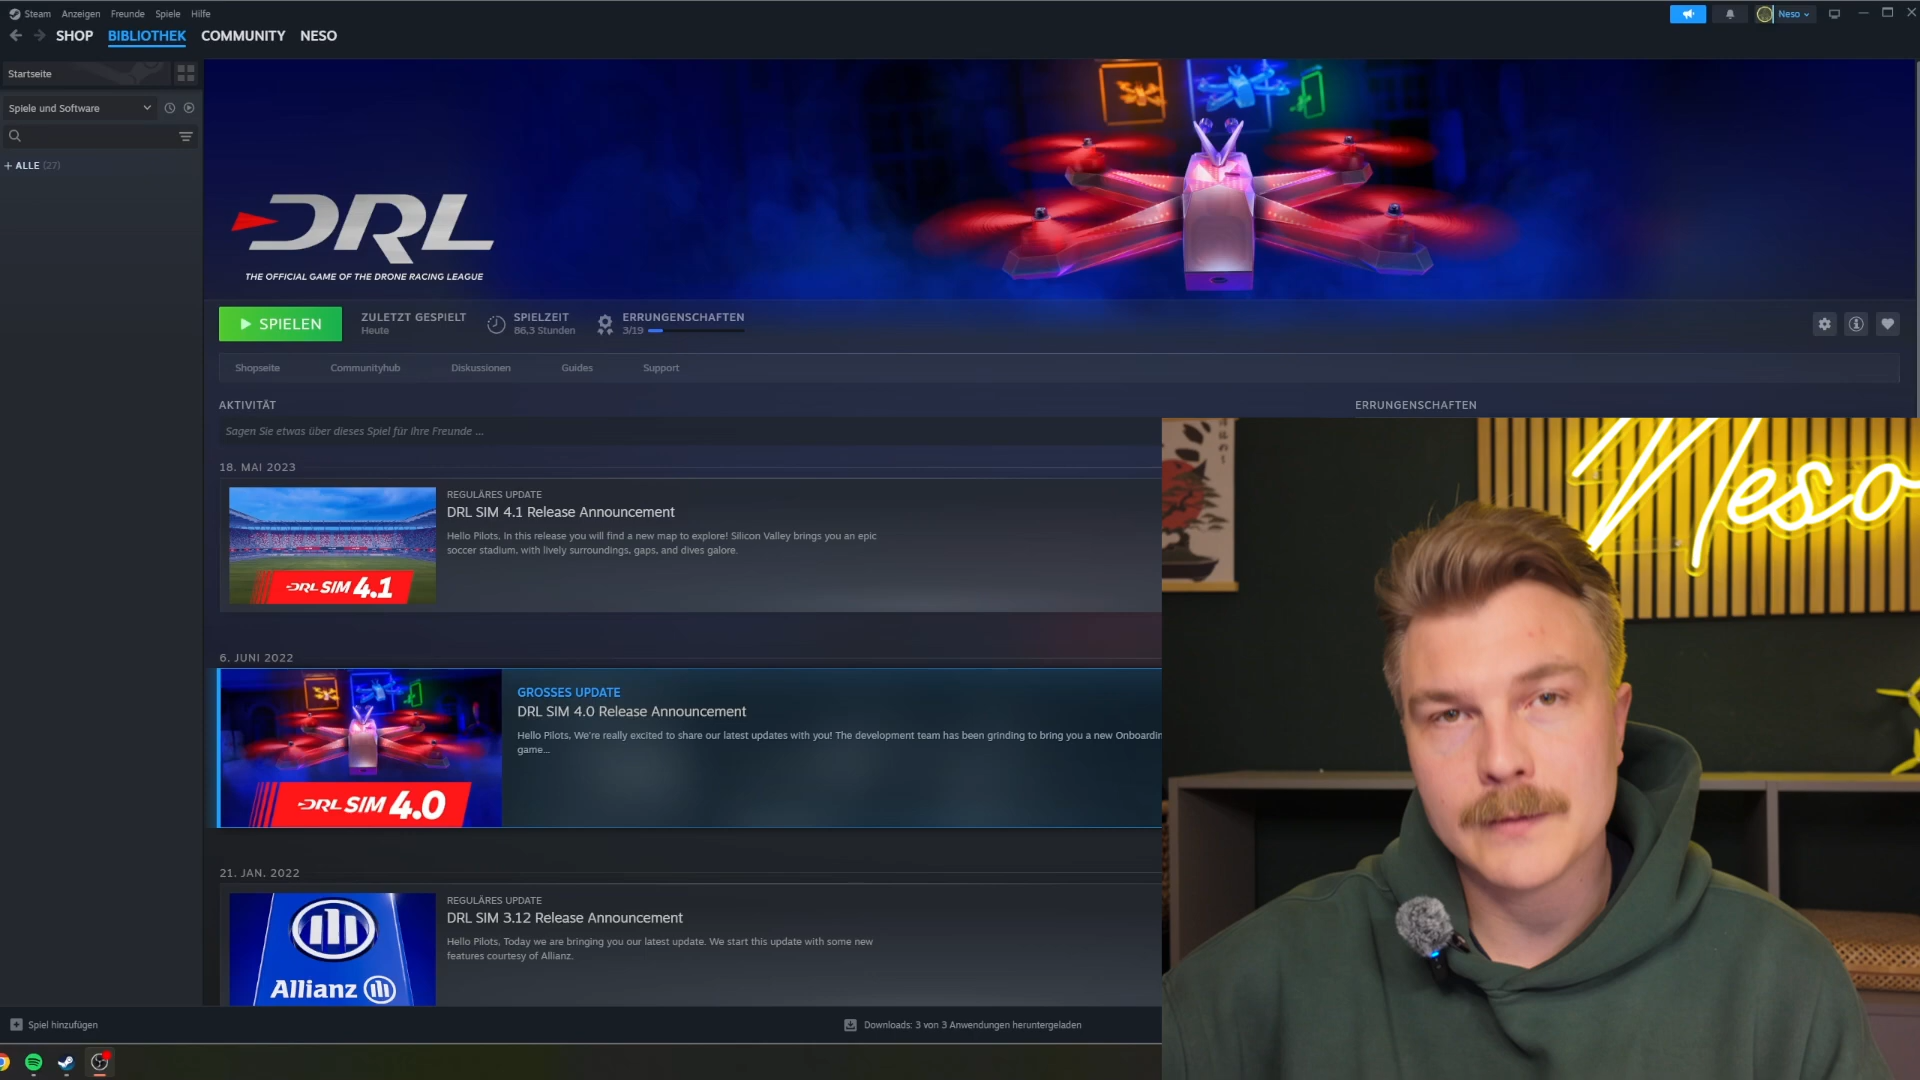 Steam Anzeigen Freunde Spiele Hilfe
Neso
SHOP BIBLIOTHEK COMMUNITY NESO
Startseite
Spiele und Software
+ ALLE (27)
DRL
THE OFFICIAL GAME OF THE DRONE RACING LEAGUE
SPIELEN
ZULETZT GESPIELT
Heute
SPIELZEIT
86,3 Stunden
ERRUNGENSCHAFTEN
3/19
Shopseite Communityhub Diskussionen Guides Support
AKTIVITÄT
ERRUNGENSCHAFTEN
Sagen Sie etwas über dieses Spiel für Ihre Freunde ...
18. MAI 2023
REGULÄRES UPDATE
DRL SIM 4.1 Release Announcement
Hello Pilots, In this release you will find a new map to explore! Silicon Valley brings you an epic
soccer stadium, with lively surroundings, gaps, and dives galore.
DRL SIM 4.1
6. JUNI 2022
GROSSES UPDATE
DRL SIM 4.0 Release Announcement
Hello Pilots, We're really excited to share our latest updates with you! The development team has been grinding to bring you a new
game...
DRL SIM 4.0
21. JAN. 2022
REGULÄRES UPDATE
DRL SIM 3.12 Release Announcement
Hello Pilots, Today we are bringing you our latest update. We start this update with some new
features courtesy of Allianz.
Allianz
Neso
Spiel hinzufügen
Downloads: 3 von 3 Anwendungen heruntergeladen